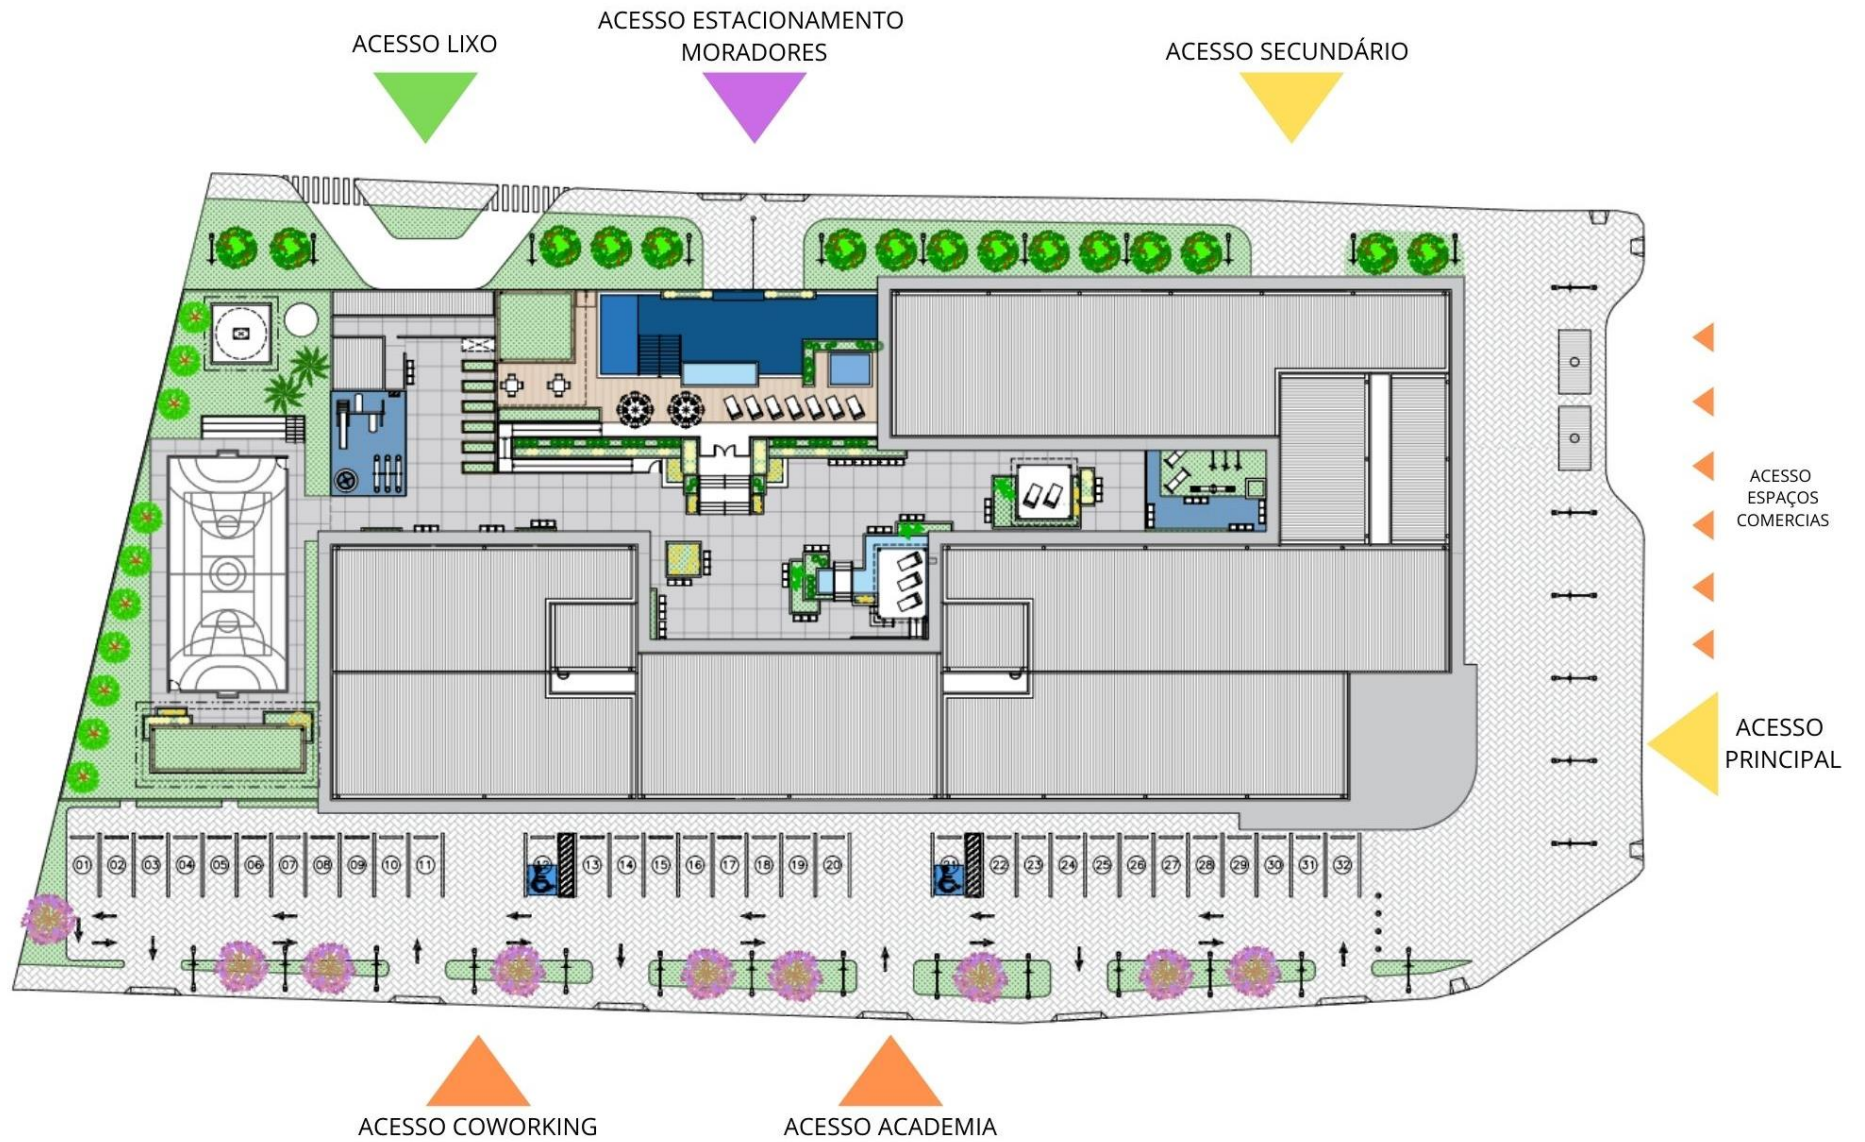 ACESSO LIXO
ACESSO ESTACIONAMENTO
MORADORES
ACESSO SECUNDÁRIO
ACESSO
ESPAÇOS
COMERCIAS
ACESSO
PRINCIPAL
01 02 03 04 05 06 07 08 09 10 11 12 13 14 15 16 17 18 19 20 21 22 23 24 25 26 27 28 29 30 31 32
ACESSO COWORKING
ACESSO ACADEMIA